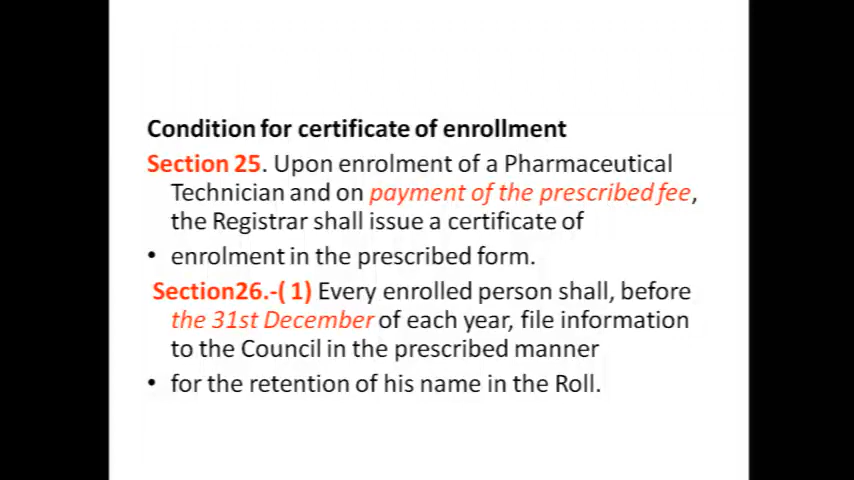 Condition for certificate of enrollment
Section 25. Upon enrolment of a Pharmaceutical
Technician and on payment of the prescribed fee,
the Registrar shall issue a certificate of
• enrolment in the prescribed form.
Section26.-( 1) Every enrolled person shall, before
the 31st December of each year, file information
to the Council in the prescribed manner
• for the retention of his name in the Roll.